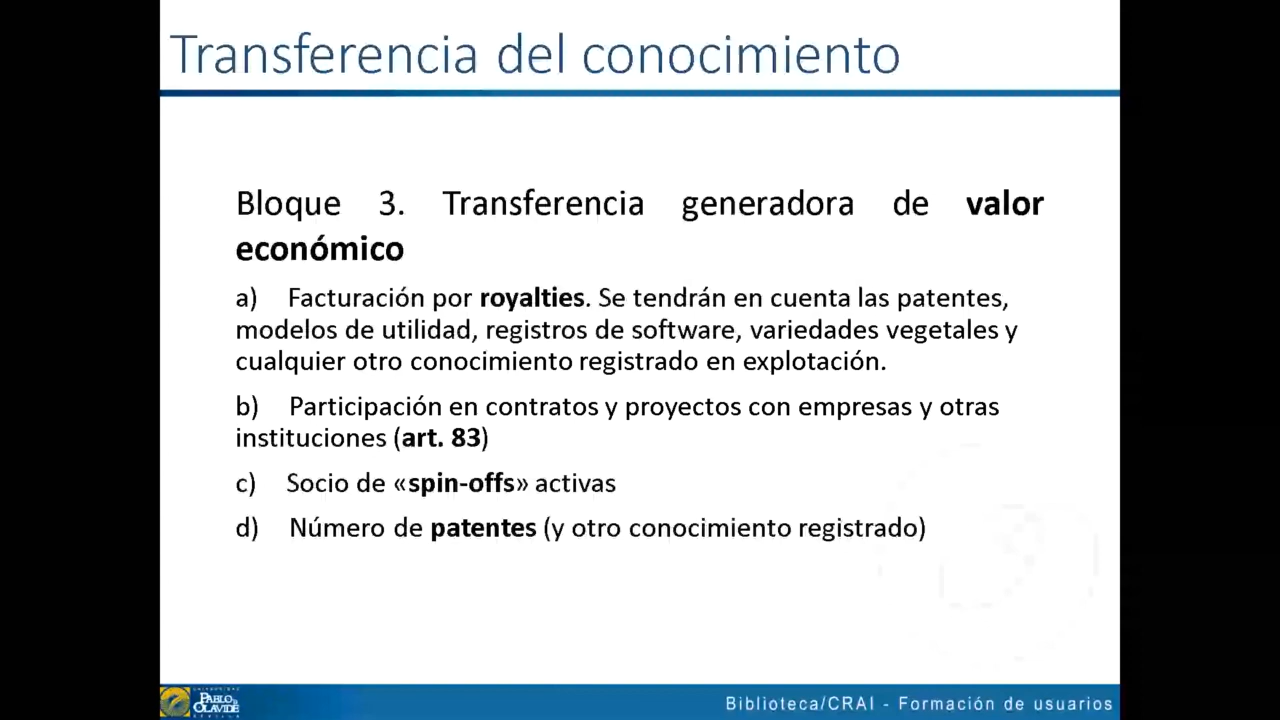 Transferencia del conocimiento
Bloque 3. Transferencia generadora de valor
económico
a) Facturación por royalties. Se tendrán en cuenta las patentes,
modelos de utilidad, registros de software, variedades vegetales y
cualquier otro conocimiento registrado en explotación.
b) Participación en contratos y proyectos con empresas y otras
instituciones (art. 83)
c) Socio de «spin-offs» activas
d) Número de patentes (y otro conocimiento registrado)
PABLO DE
OLAVIDE
Biblioteca/CRAI - Formación de usuarios